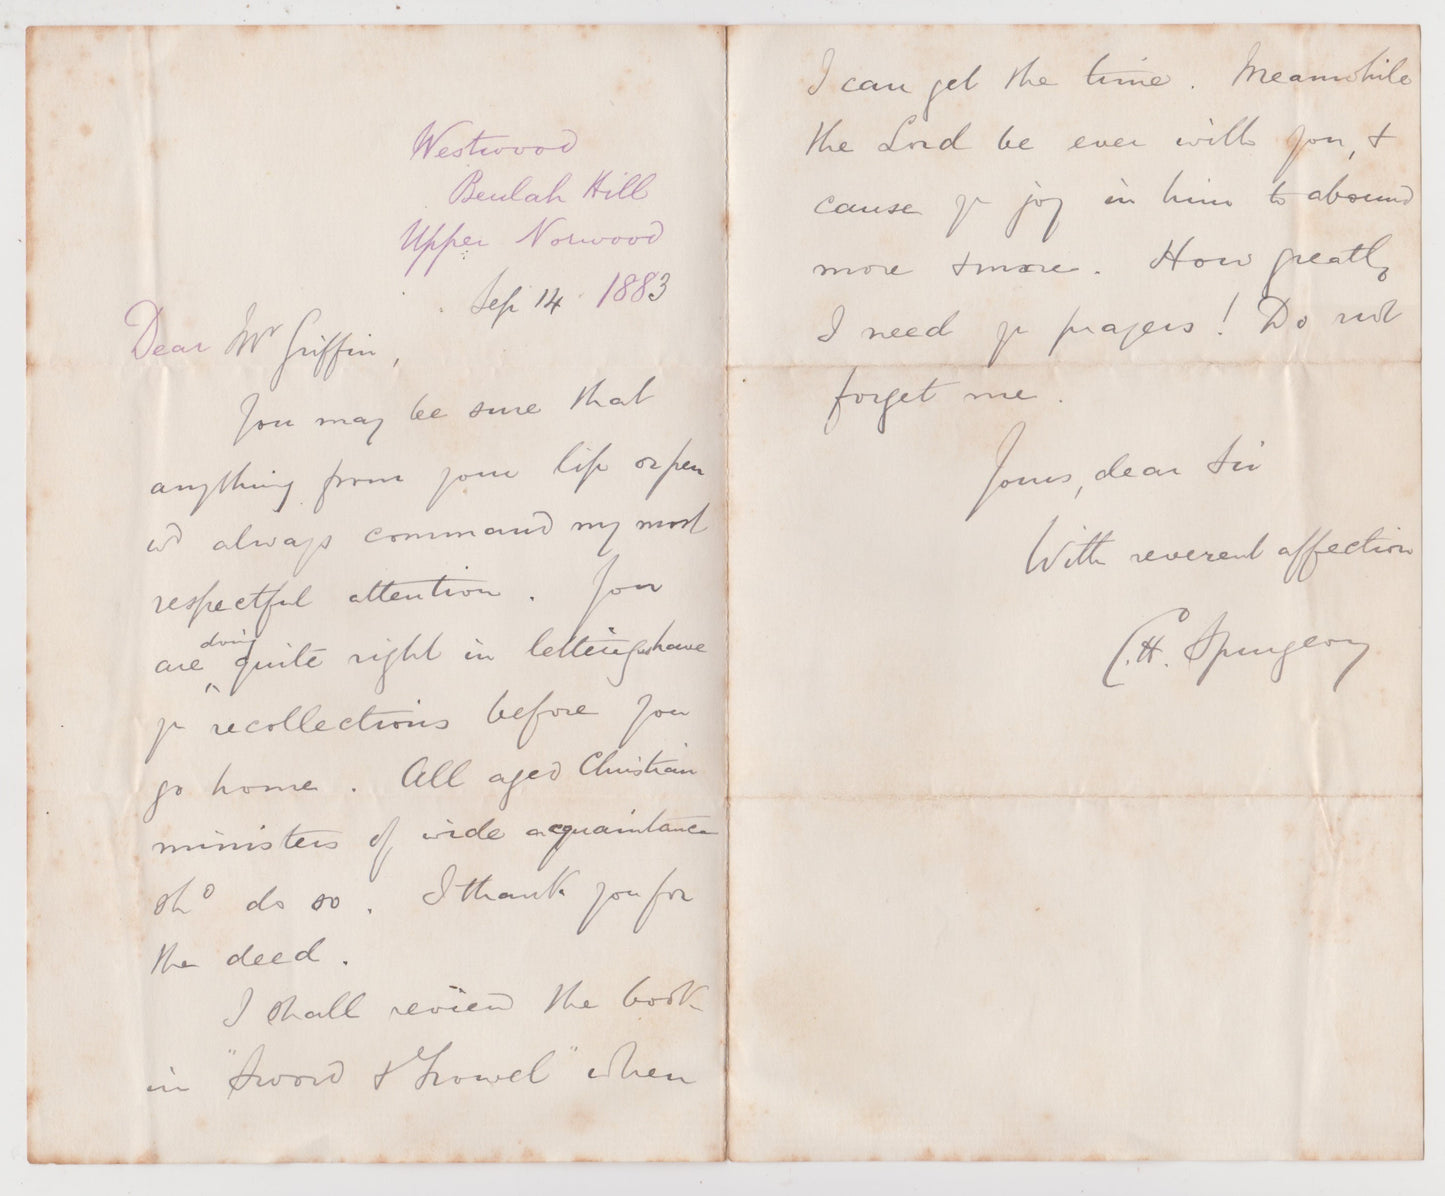 Westwood
Beulah Hill
Upper Norwood
Sep 14 1883
Dear Mr Griffin,
You may be sure that
anything from your lip or pen
wd always command my most
respectful attention. You
are doing quite right in letting us have
yr recollections before you
go home. All aged Christian
ministers of wide acquaintance
shd do so. I thank you for
the deed.
I shall review the book
in "Sword & Trowel" when
I can get the time. Meanwhile
the Lord be ever with you, &
cause yr joy in him to abound
more & more. How greatly
I need yr prayers! Do not
forget me.
Yours, dear Sir
With reverent affection
C. H. Spurgeon